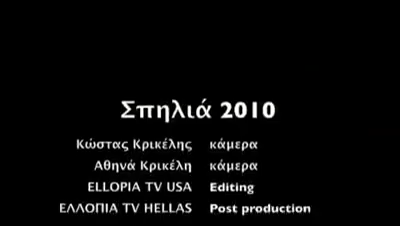 Σπηλιά 2010
Κώστας Κρικέλης κάμερα
Αθηνά Κρικέλη κάμερα
ELLOPIA TV USA Editing
ΕΛΛΟΠΙΑ TV HELLAS Post production